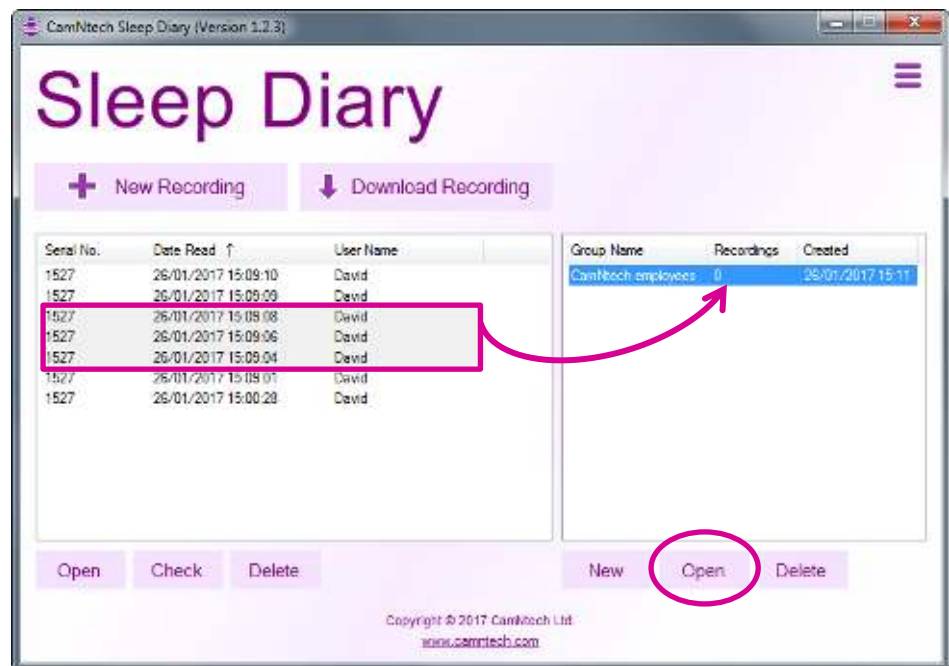 CamNtech Sleep Diary (Version 1.2.3)
Sleep Diary
New Recording
Download Recording
Serial No. Date Read ↑ User Name
1527 26/01/2017 15:09:10 David
1527 26/01/2017 15:09:09 David
1527 26/01/2017 15:09:08 David
1527 26/01/2017 15:09:06 David
1527 26/01/2017 15:09:04 David
1527 26/01/2017 15:09:01 David
1527 26/01/2017 15:00:28 David
Group Name Recordings Created
CamNtech employees 0 26/01/2017 15:11
Open Check Delete
New Open Delete
Copyright © 2017 CamNtech Ltd.
www.camntech.com